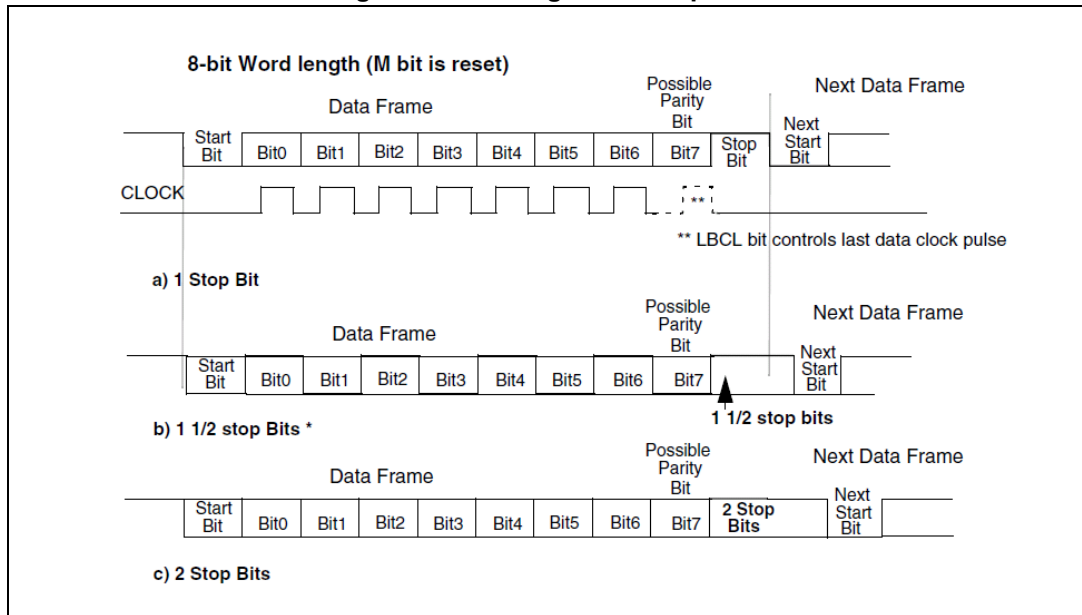 8-bit Word length (M bit is reset)
Possible
Parity
Bit
Next Data Frame
Data Frame
Start
Bit
Bit0
Bit1
Bit2
Bit3
Bit4
Bit5
Bit6
Bit7
Stop
Bit
Next
Start
Bit
CLOCK
**
** LBCL bit controls last data clock pulse
a) 1 Stop Bit
Possible
Parity
Bit
Next Data Frame
Data Frame
Start
Bit
Bit0
Bit1
Bit2
Bit3
Bit4
Bit5
Bit6
Bit7
Next
Start
Bit
1 1/2 stop bits
b) 1 1/2 stop Bits *
Possible
Parity
Bit
Next Data Frame
Data Frame
Start
Bit
Bit0
Bit1
Bit2
Bit3
Bit4
Bit5
Bit6
Bit7
2 Stop
Bits
Next
Start
Bit
c) 2 Stop Bits